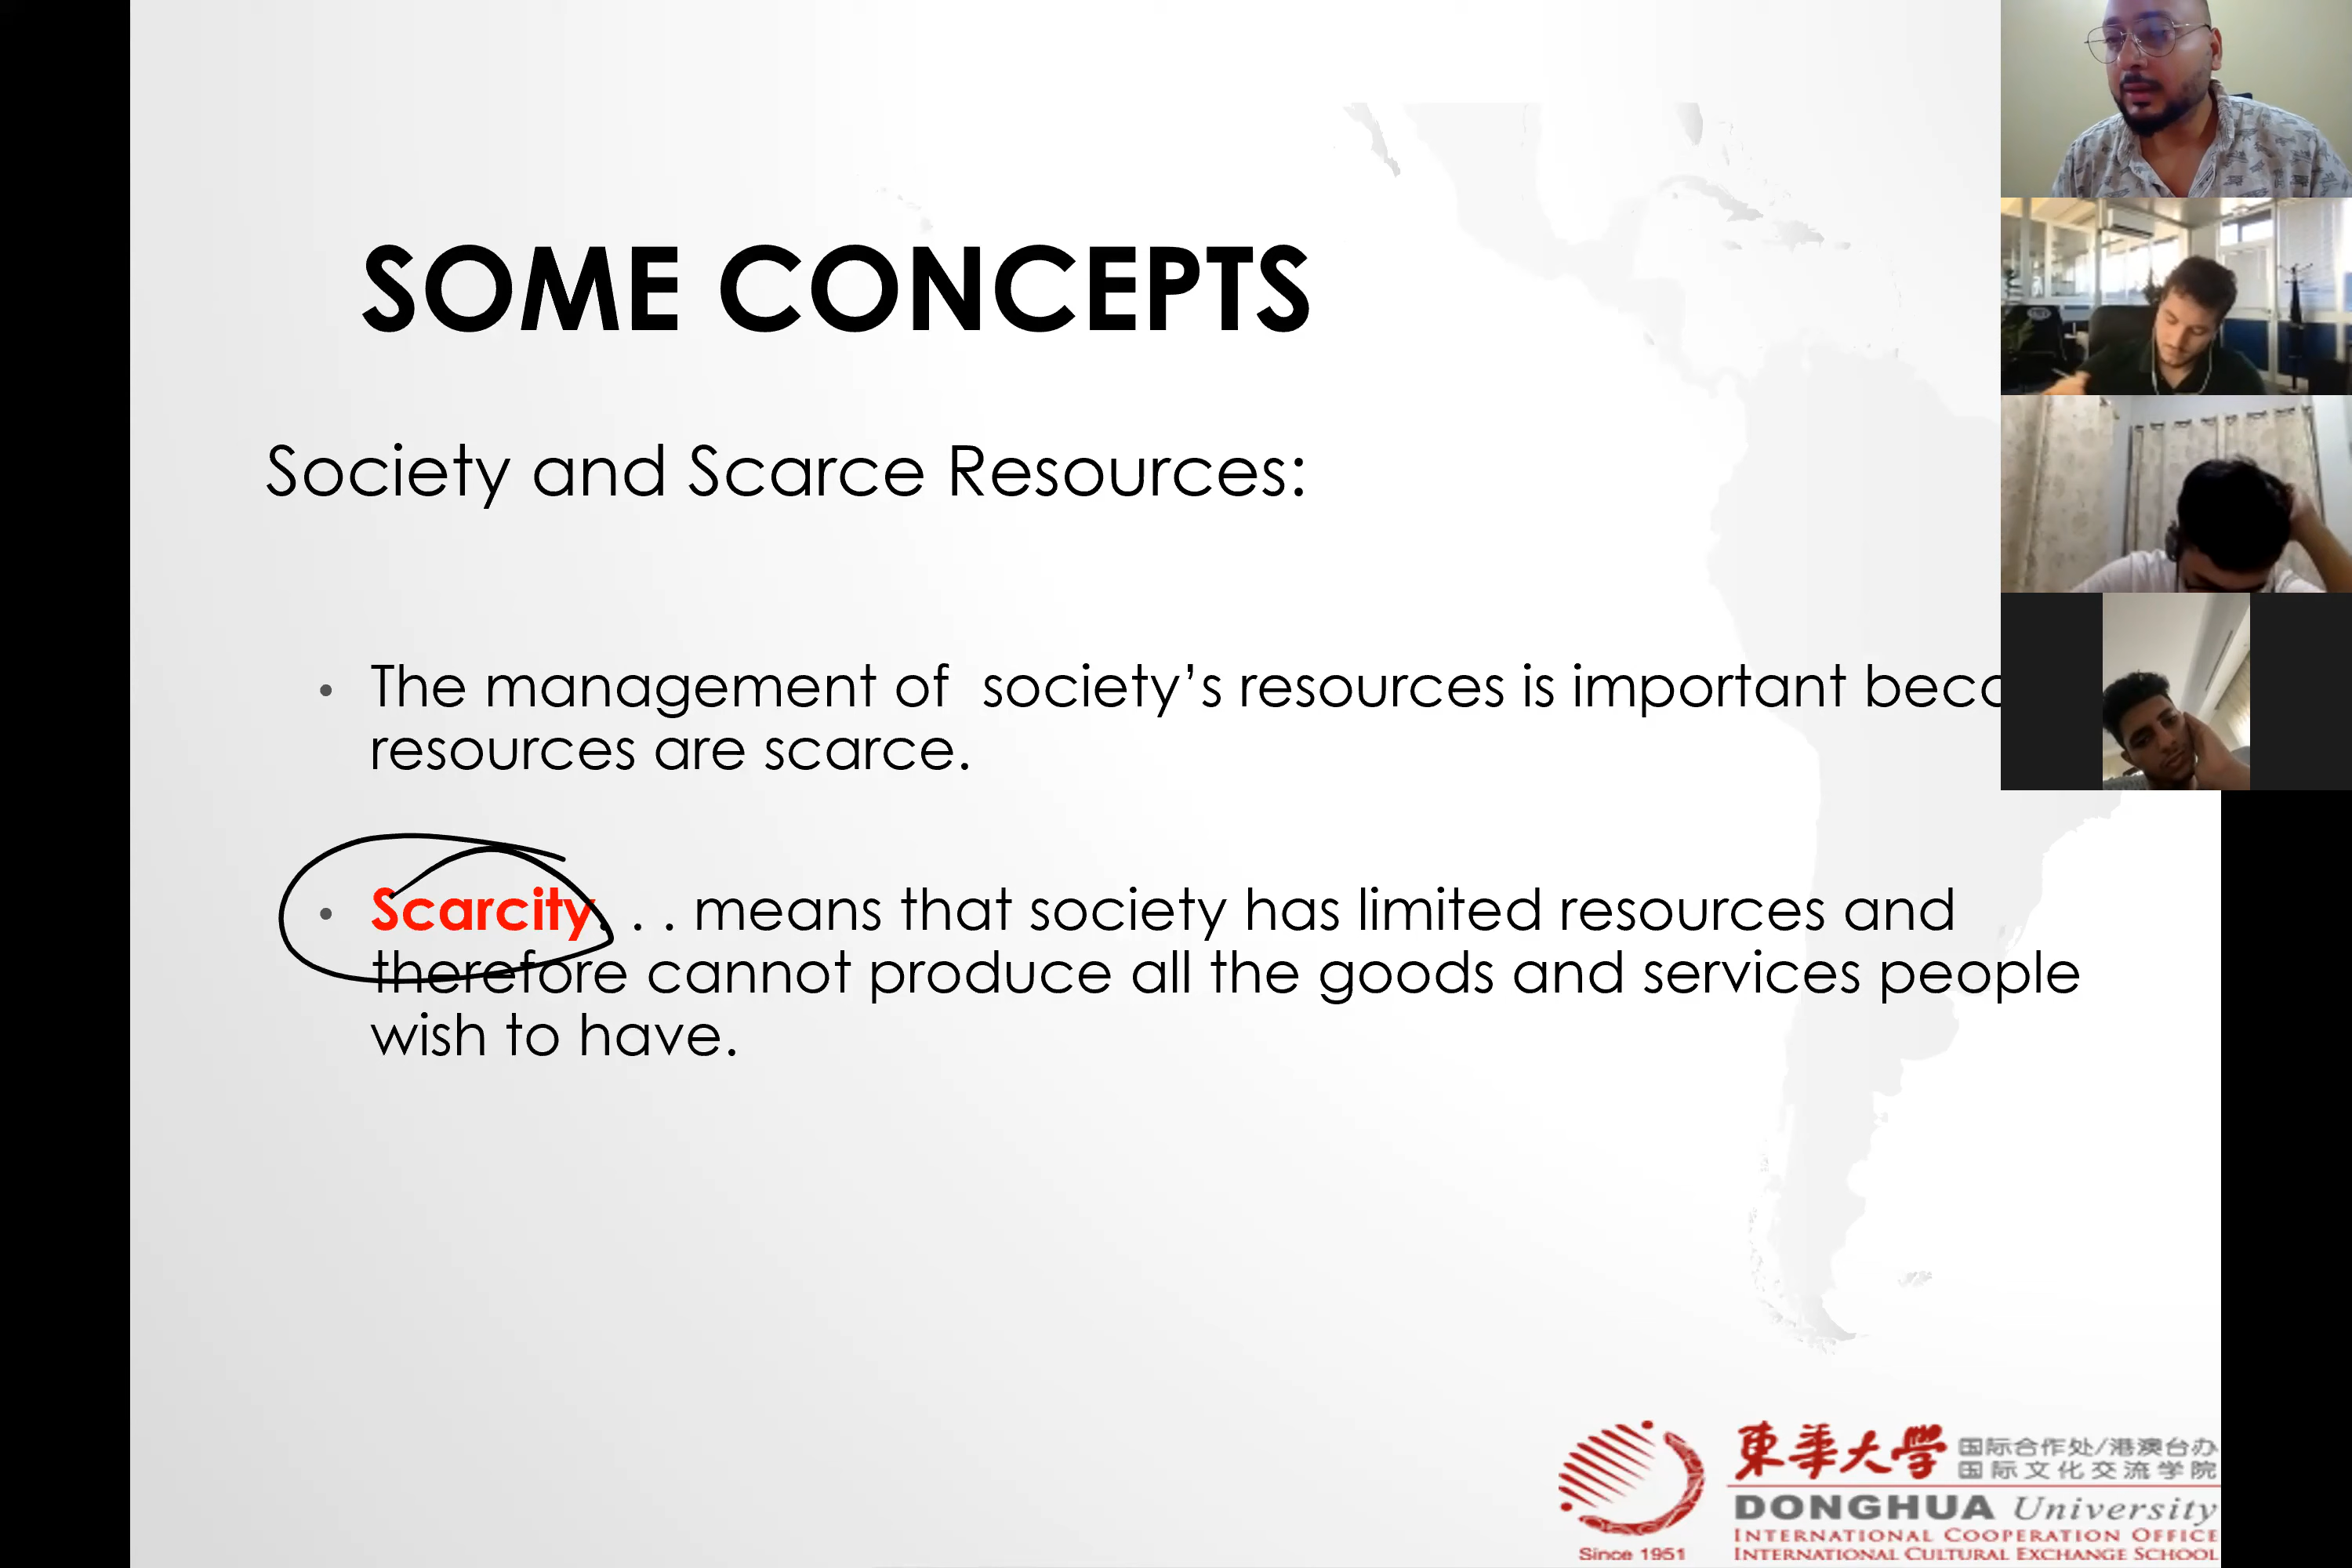 SOME CONCEPTS
Society and Scarce Resources:
• The management of  society’s resources is important
resources are scarce.
• Scarcity. . . means that society has limited resources and
therefore cannot produce all the goods and services people
wish to have.
東華大學 国际合作处/港澳台办
国际文化交流学院
DONGHUA University
INTERNATIONAL COOPERATION OFFICE
INTERNATIONAL CULTURAL EXCHANGE SCHOOL
Since 1951